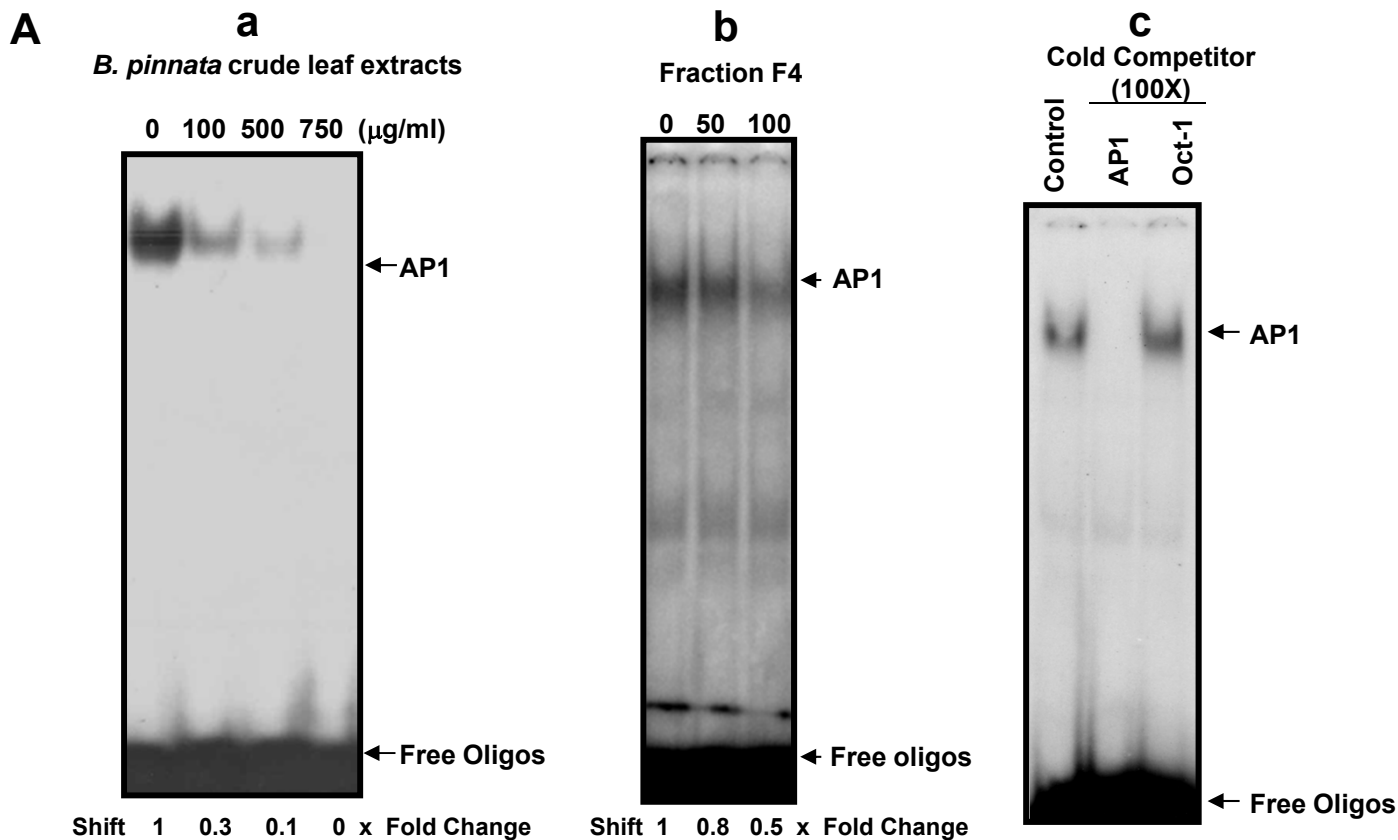 A
a
B. pinnata crude leaf extracts
0 100 500 750 (μg/ml)
AP1
Free Oligos
Shift 1 0.3 0.1 0 x Fold Change
b
Fraction F4
0 50 100
AP1
Free oligos
Shift 1 0.8 0.5 x Fold Change
c
Cold Competitor
(100X)
Control
AP1
Oct-1
AP1
Free Oligos